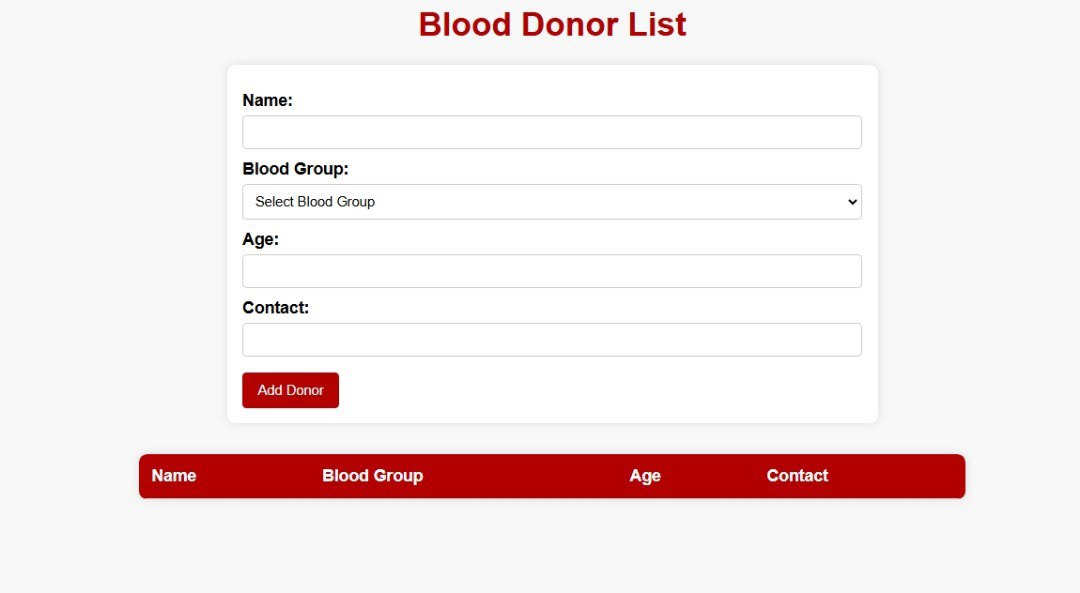 Blood Donor List
Name:
Blood Group:
Select Blood Group
Age:
Contact:
Add Donor
Name Blood Group Age Contact